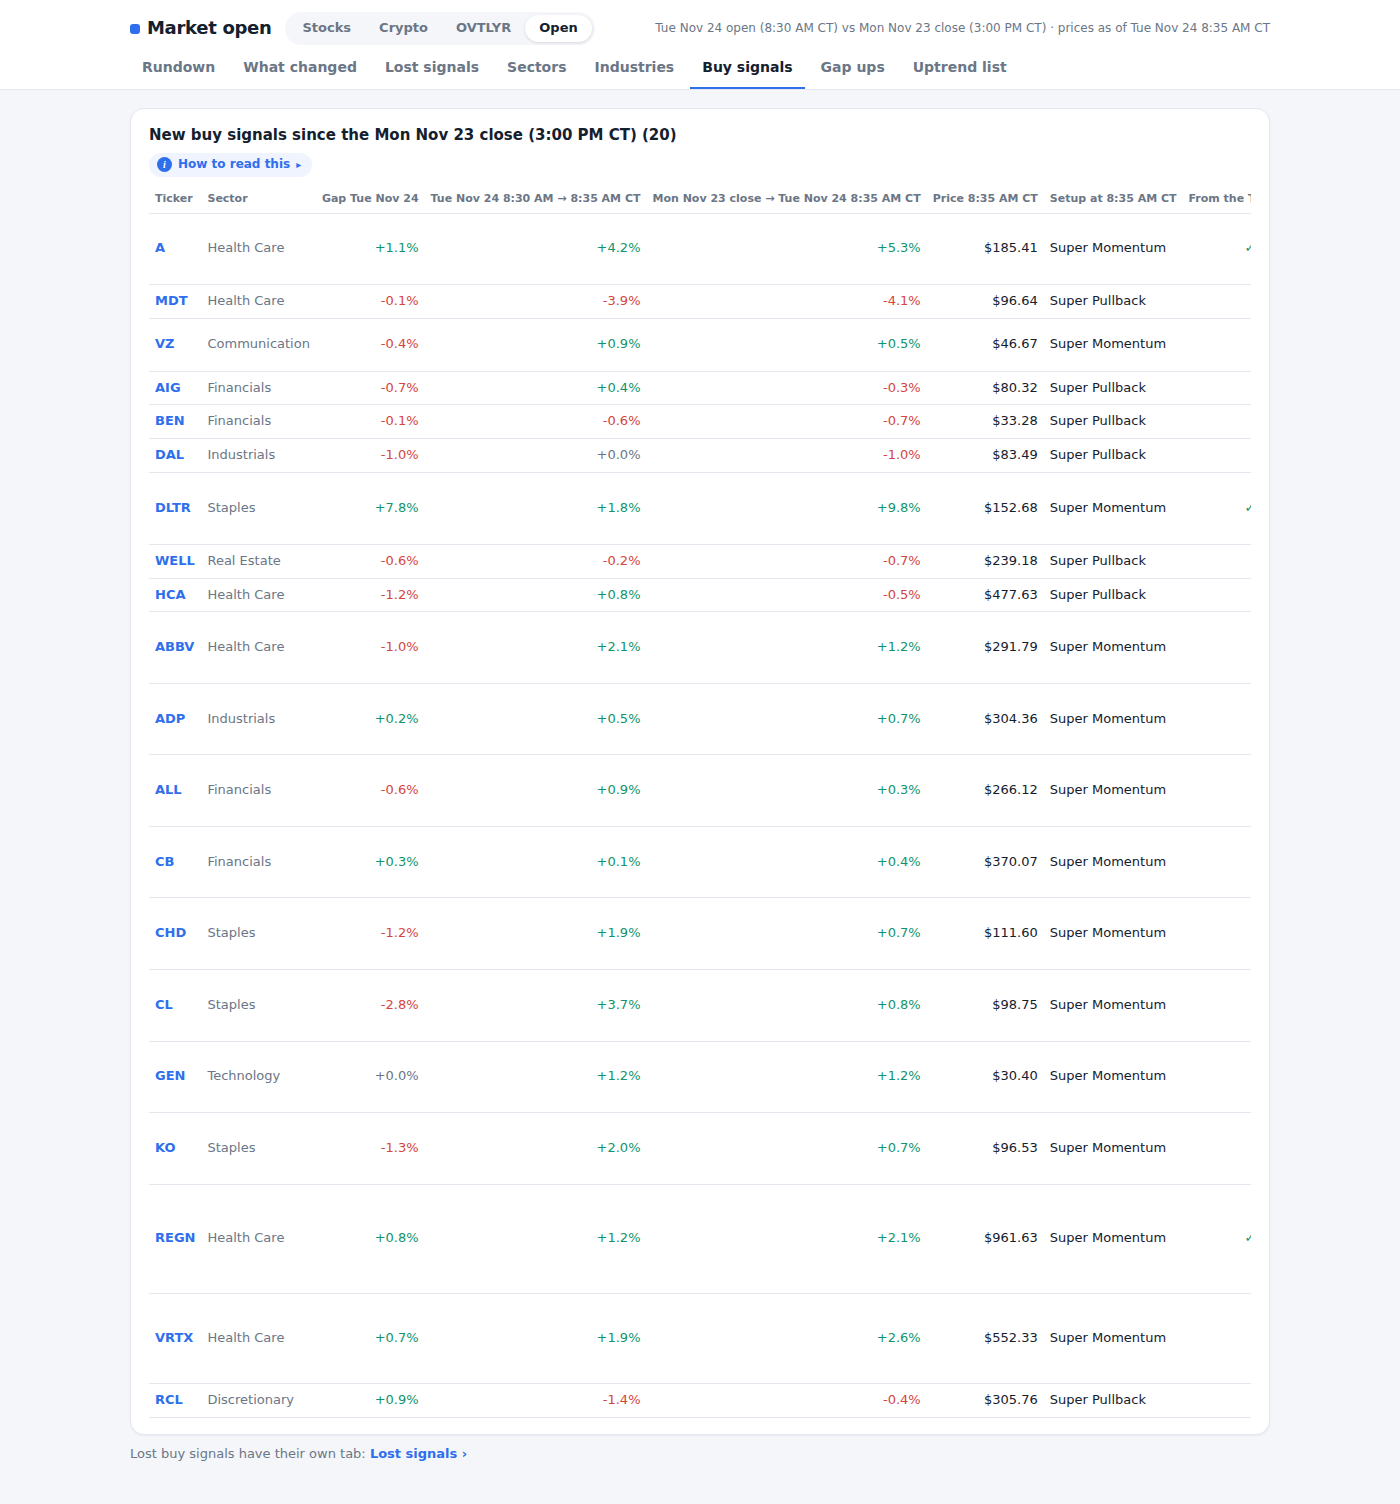 Market open Stocks Crypto OVTLYR Open Tue Nov 24 open (8:30 AM CT) vs Mon Nov 23 close (3:00 PM CT) · prices as of Tue Nov 24 8:35 AM CT
Rundown What changed Lost signals Sectors Industries Buy signals Gap ups Uptrend list
New buy signals since the Mon Nov 23 close (3:00 PM CT) (20)
i How to read this ▸
Ticker Sector Gap Tue Nov 24 Tue Nov 24 8:30 AM → 8:35 AM CT Mon Nov 23 close → Tue Nov 24 8:35 AM CT Price 8:35 AM CT Setup at 8:35 AM CT From the
A Health Care +1.1% +4.2% +5.3% $185.41 Super Momentum ✓
MDT Health Care -0.1% -3.9% -4.1% $96.64 Super Pullback
VZ Communication -0.4% +0.9% +0.5% $46.67 Super Momentum
AIG Financials -0.7% +0.4% -0.3% $80.32 Super Pullback
BEN Financials -0.1% -0.6% -0.7% $33.28 Super Pullback
DAL Industrials -1.0% +0.0% -1.0% $83.49 Super Pullback
DLTR Staples +7.8% +1.8% +9.8% $152.68 Super Momentum ✓
WELL Real Estate -0.6% -0.2% -0.7% $239.18 Super Pullback
HCA Health Care -1.2% +0.8% -0.5% $477.63 Super Pullback
ABBV Health Care -1.0% +2.1% +1.2% $291.79 Super Momentum
ADP Industrials +0.2% +0.5% +0.7% $304.36 Super Momentum
ALL Financials -0.6% +0.9% +0.3% $266.12 Super Momentum
CB Financials +0.3% +0.1% +0.4% $370.07 Super Momentum
CHD Staples -1.2% +1.9% +0.7% $111.60 Super Momentum
CL Staples -2.8% +3.7% +0.8% $98.75 Super Momentum
GEN Technology +0.0% +1.2% +1.2% $30.40 Super Momentum
KO Staples -1.3% +2.0% +0.7% $96.53 Super Momentum
REGN Health Care +0.8% +1.2% +2.1% $961.63 Super Momentum ✓
VRTX Health Care +0.7% +1.9% +2.6% $552.33 Super Momentum
RCL Discretionary +0.9% -1.4% -0.4% $305.76 Super Pullback
Lost buy signals have their own tab: Lost signals ›